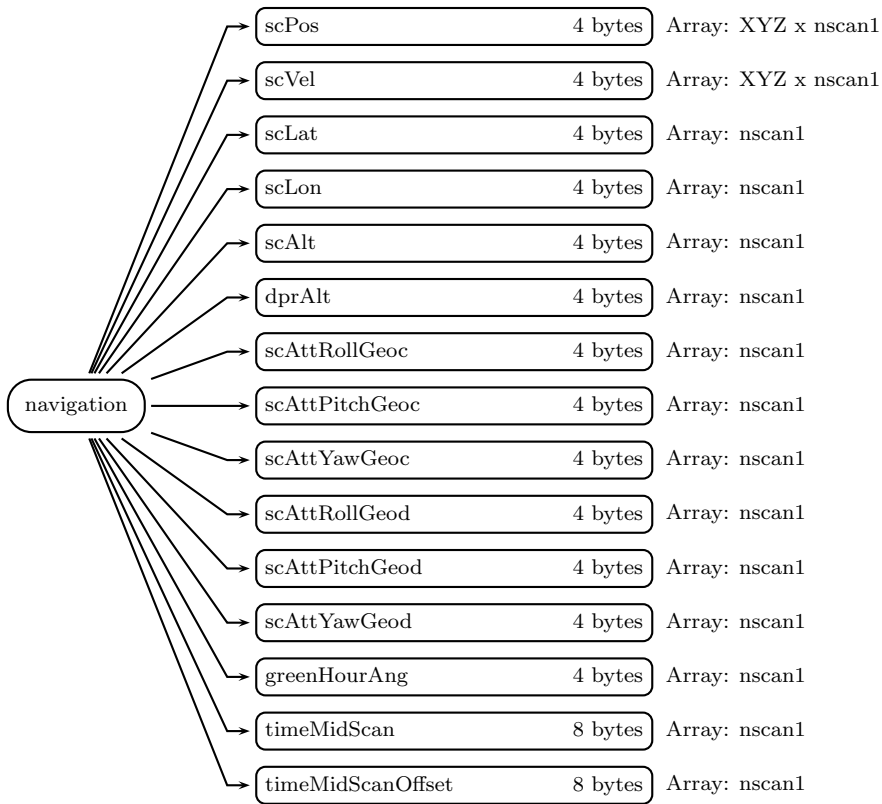 scPos 4 bytes Array: XYZ x nscan1
scVel 4 bytes Array: XYZ x nscan1
scLat 4 bytes Array: nscan1
scLon 4 bytes Array: nscan1
scAlt 4 bytes Array: nscan1
dprAlt 4 bytes Array: nscan1
scAttRollGeoc 4 bytes Array: nscan1
navigation scAttPitchGeoc 4 bytes Array: nscan1
scAttYawGeoc 4 bytes Array: nscan1
scAttRollGeod 4 bytes Array: nscan1
scAttPitchGeod 4 bytes Array: nscan1
scAttYawGeod 4 bytes Array: nscan1
greenHourAng 4 bytes Array: nscan1
timeMidScan 8 bytes Array: nscan1
timeMidScanOffset 8 bytes Array: nscan1